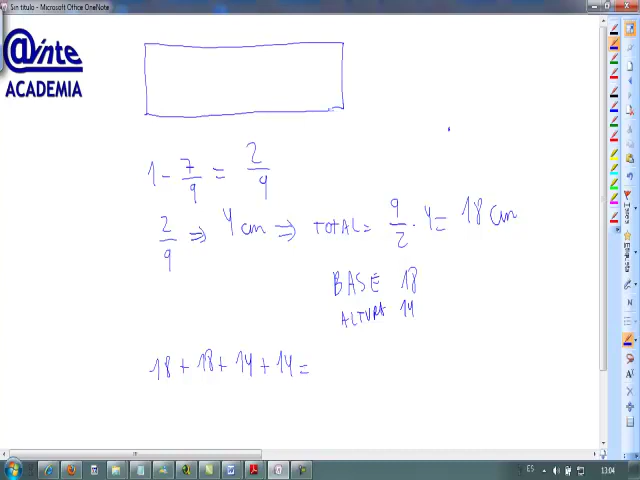 Sin título - Microsoft Office OneNote
@inte
ACADEMIA
1 - 7/9 = 2/9
2/9 ⇒ 4 cm ⇒ TOTAL = 9/2 · 4 = 18 cm
BASE 18
ALTURA 14
18 + 18 + 14 + 14 =
ES
13:04